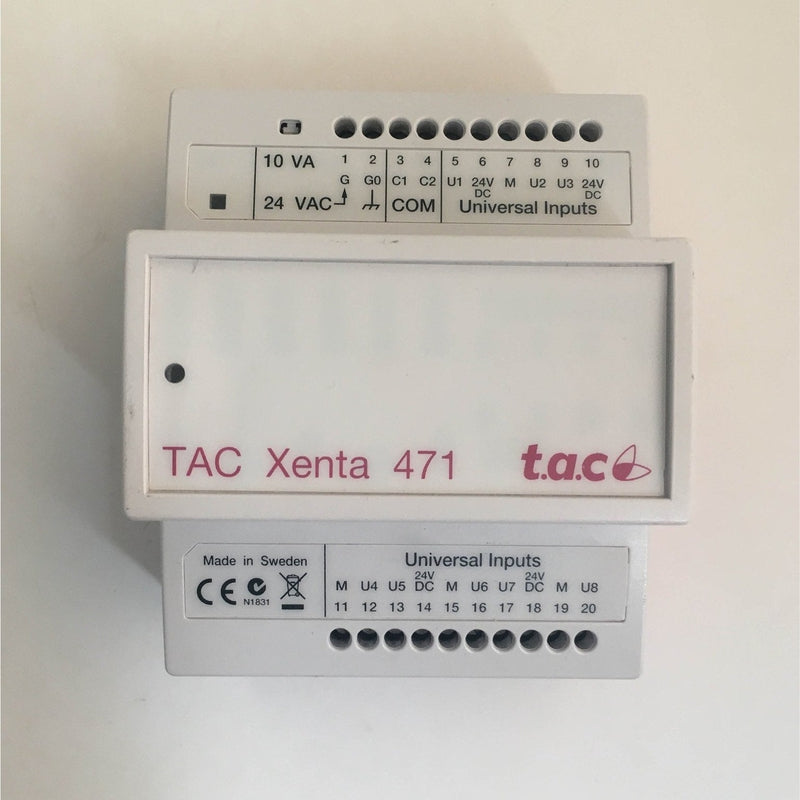 10 VA 1 2 3 4 5 6 7 8 9 10
G G0 C1 C2 U1 24V DC M U2 U3 24V DC
24 VAC COM Universal Inputs
TAC Xenta 471 t.a.c
Made in Sweden Universal Inputs
CE N1831 M U4 U5 24V DC M U6 U7 24V DC M U8
11 12 13 14 15 16 17 18 19 20